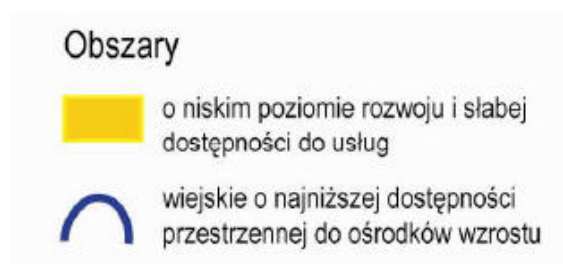 Obszary
o niskim poziomie rozwoju i słabej
dostępności do usług
wiejskie o najniższej dostępności
przestrzennej do ośrodków wzrostu